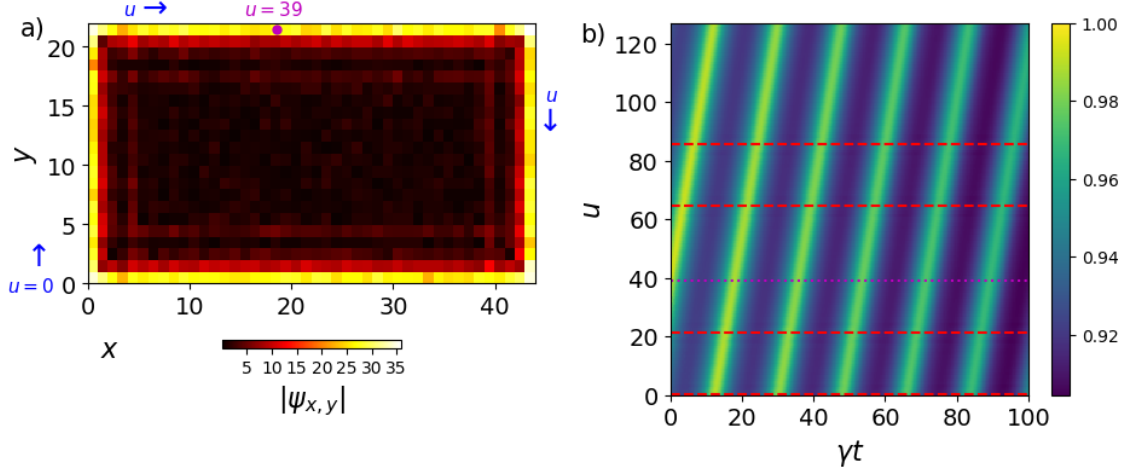 a)
u →
u = 39
20
15
10
5
0
y
u ↓
↑
u = 0
0 10 20 30 40
x
5 10 15 20 25 30 35
|ψx,y|
b)
120
100
80
60
40
20
0
u
0 20 40 60 80 100
γt
1.00
0.98
0.96
0.94
0.92